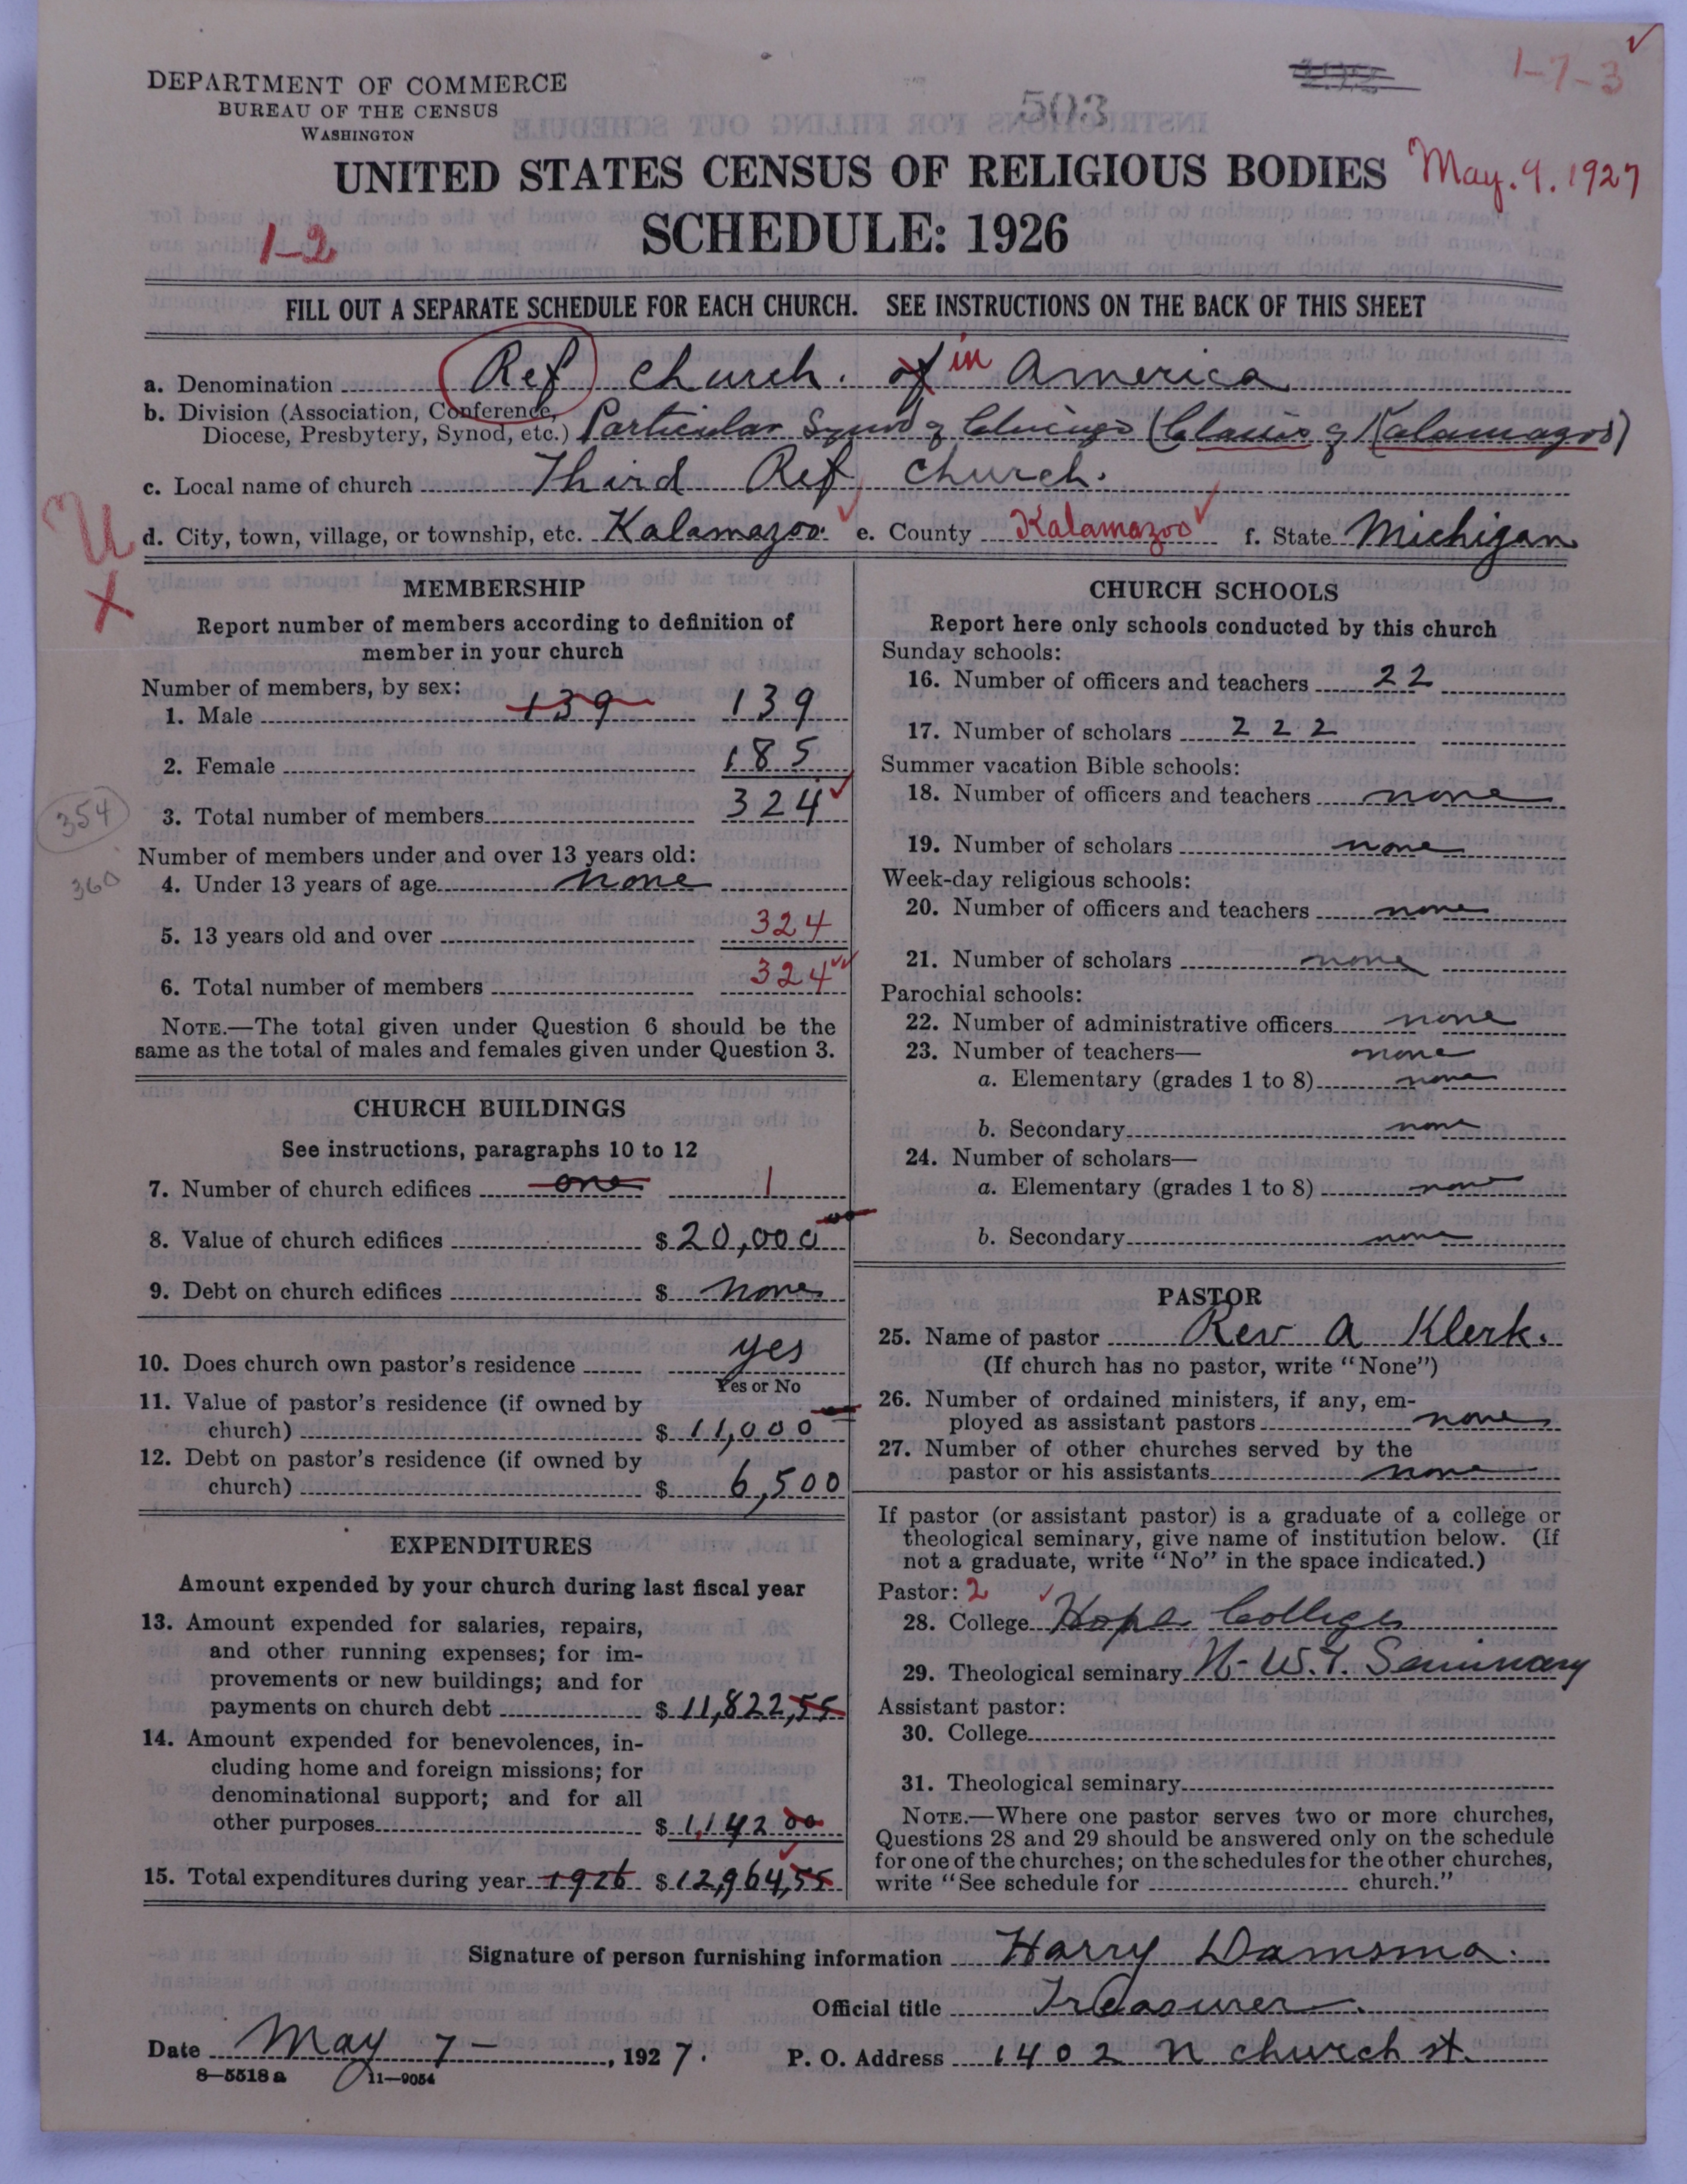 DEPARTMENT OF COMMERCE
BUREAU OF THE CENSUS
WASHINGTON
503
1-7-3
UNITED STATES CENSUS OF RELIGIOUS BODIES
May. 9. 1927
SCHEDULE: 1926
1-2
FILL OUT A SEPARATE SCHEDULE FOR EACH CHURCH. SEE INSTRUCTIONS ON THE BACK OF THIS SHEET
a. Denomination Ref church. of in America
b. Division (Association, Conference,
Diocese, Presbytery, Synod, etc.) Particular Synod of Chicago (Classis of Kalamazoo)
c. Local name of church Third Ref church.
U d. City, town, village, or township, etc. Kalamazoo. e. County Kalamazoo f. State Michigan
X
MEMBERSHIP
Report number of members according to definition of
member in your church
Number of members, by sex:
1. Male 139 139
2. Female 185
354
3. Total number of members 324
Number of members under and over 13 years old:
360
4. Under 13 years of age none
5. 13 years old and over 324
6. Total number of members 324
NOTE.—The total given under Question 6 should be the
same as the total of males and females given under Question 3.
CHURCH BUILDINGS
See instructions, paragraphs 10 to 12
7. Number of church edifices one 1
8. Value of church edifices $ 20,000 00
9. Debt on church edifices $ none
10. Does church own pastor's residence yes
Yes or No
11. Value of pastor's residence (if owned by
church) $ 11,000
12. Debt on pastor's residence (if owned by
church) $ 6,500
EXPENDITURES
Amount expended by your church during last fiscal year
13. Amount expended for salaries, repairs,
and other running expenses; for im-
provements or new buildings; and for
payments on church debt $ 11,822,55
14. Amount expended for benevolences, in-
cluding home and foreign missions; for
denominational support; and for all
other purposes $ 1,142 00
15. Total expenditures during year 1926 $ 12,964,55
CHURCH SCHOOLS
Report here only schools conducted by this church
Sunday schools:
16. Number of officers and teachers 22
17. Number of scholars 222
Summer vacation Bible schools:
18. Number of officers and teachers none
19. Number of scholars none
Week-day religious schools:
20. Number of officers and teachers none
21. Number of scholars none
Parochial schools:
22. Number of administrative officers none
23. Number of teachers— none
a. Elementary (grades 1 to 8) none
b. Secondary none
24. Number of scholars—
a. Elementary (grades 1 to 8) none
b. Secondary none
PASTOR
25. Name of pastor Rev A Klerk.
(If church has no pastor, write "None")
26. Number of ordained ministers, if any, em-
ployed as assistant pastors none
27. Number of other churches served by the
pastor or his assistants none
If pastor (or assistant pastor) is a graduate of a college or
theological seminary, give name of institution below. (If
not a graduate, write "No" in the space indicated.)
Pastor: 2
28. College Hope College
29. Theological seminary N-W.T. Seminary
Assistant pastor:
30. College
31. Theological seminary
NOTE.—Where one pastor serves two or more churches,
Questions 28 and 29 should be answered only on the schedule
for one of the churches; on the schedules for the other churches,
write "See schedule for church."
Signature of person furnishing information Harry Damsma.
Official title Treasurer
Date May 7 – , 1927. P. O. Address 1402 N church st.
8—5518a 11—9054